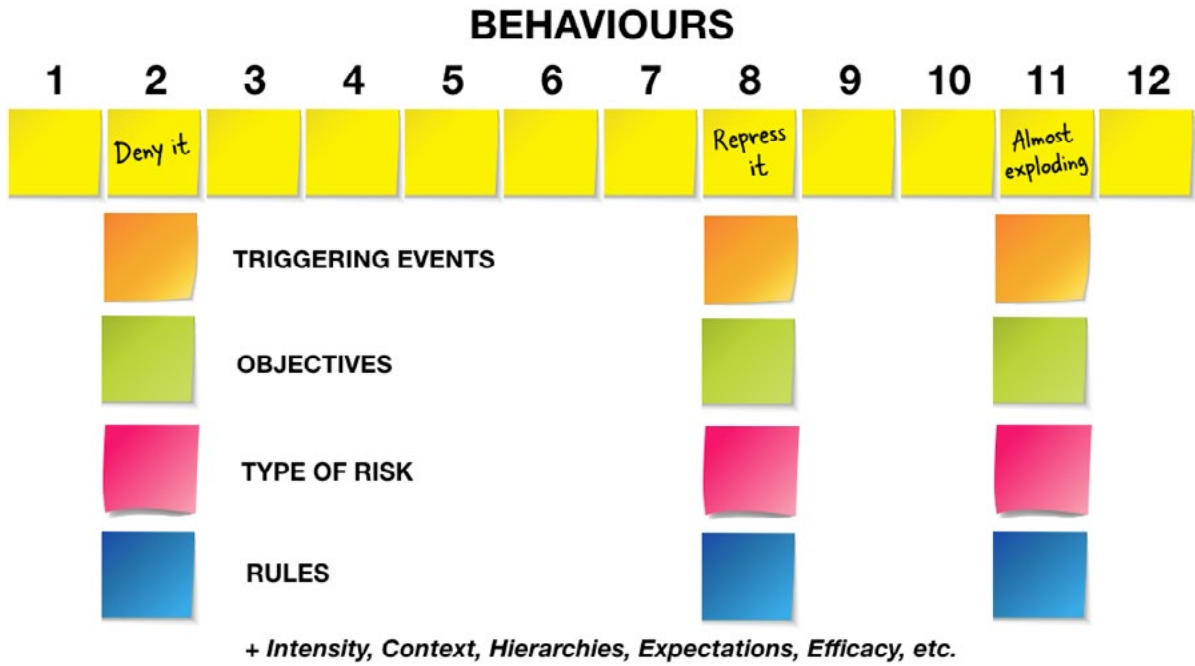 BEHAVIOURS
1 2 3 4 5 6 7 8 9 10 11 12
Deny it
Repress
it
Almost
exploding
TRIGGERING EVENTS
OBJECTIVES
TYPE OF RISK
RULES
+ Intensity, Context, Hierarchies, Expectations, Efficacy, etc.